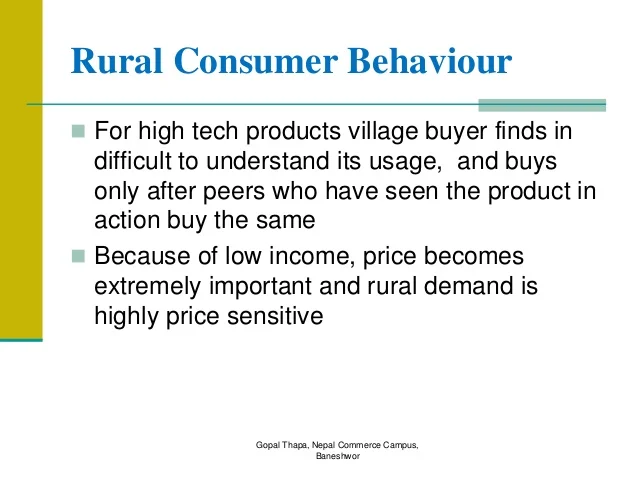 Rural Consumer Behaviour
For high tech products village buyer finds in
difficult to understand its usage, and buys
only after peers who have seen the product in
action buy the same
Because of low income, price becomes
extremely important and rural demand is
highly price sensitive
Gopal Thapa, Nepal Commerce Campus,
Baneshwor